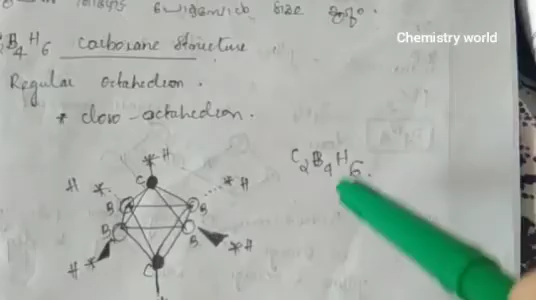 Chemistry world
B₄H₆ carborane structure
Regular octahedron.
* closo-octahedron.
C₂B₄H₆.
* H
C
H *
* H
B
B
B
B
* H
H *
C